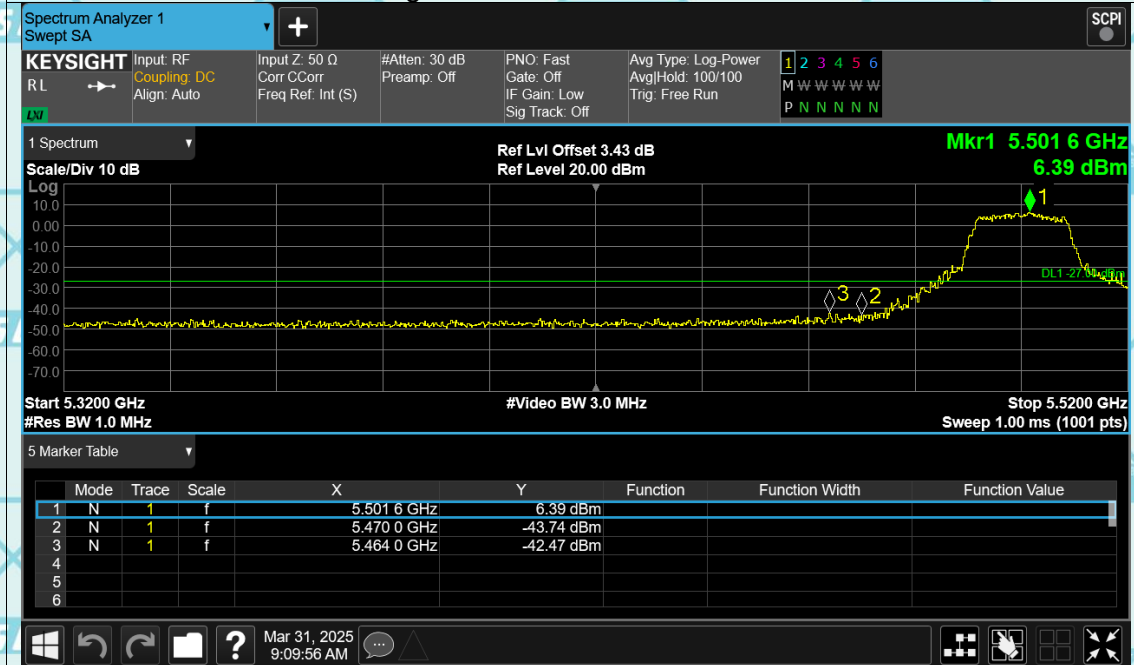 Spectrum Analyzer 1
Swept SA
+
SCPI
KEYSIGHT
RL
LXI
Input: RF
Coupling: DC
Align: Auto
Input Z: 50 Ω
Corr CCorr
Freq Ref: Int (S)
#Atten: 30 dB
Preamp: Off
PNO: Fast
Gate: Off
IF Gain: Low
Sig Track: Off
Avg Type: Log-Power
Avg|Hold: 100/100
Trig: Free Run
1 2 3 4 5 6
M W W W W W
P N N N N N
1 Spectrum
Scale/Div 10 dB
Ref Lvl Offset 3.43 dB
Ref Level 20.00 dBm
Mkr1 5.501 6 GHz
6.39 dBm
Log
10.0
0.00
-10.0
-20.0
-30.0
-40.0
-50.0
-60.0
-70.0
1
3
2
Start 5.3200 GHz
#Res BW 1.0 MHz
#Video BW 3.0 MHz
Stop 5.5200 GHz
Sweep 1.00 ms (1001 pts)
5 Marker Table
Mode Trace Scale X Y Function Function Width Function Value
1 N 1 f 5.501 6 GHz 6.39 dBm
2 N 1 f 5.470 0 GHz -43.74 dBm
3 N 1 f 5.464 0 GHz -42.47 dBm
4
5
6
?
Mar 31, 2025
9:09:56 AM